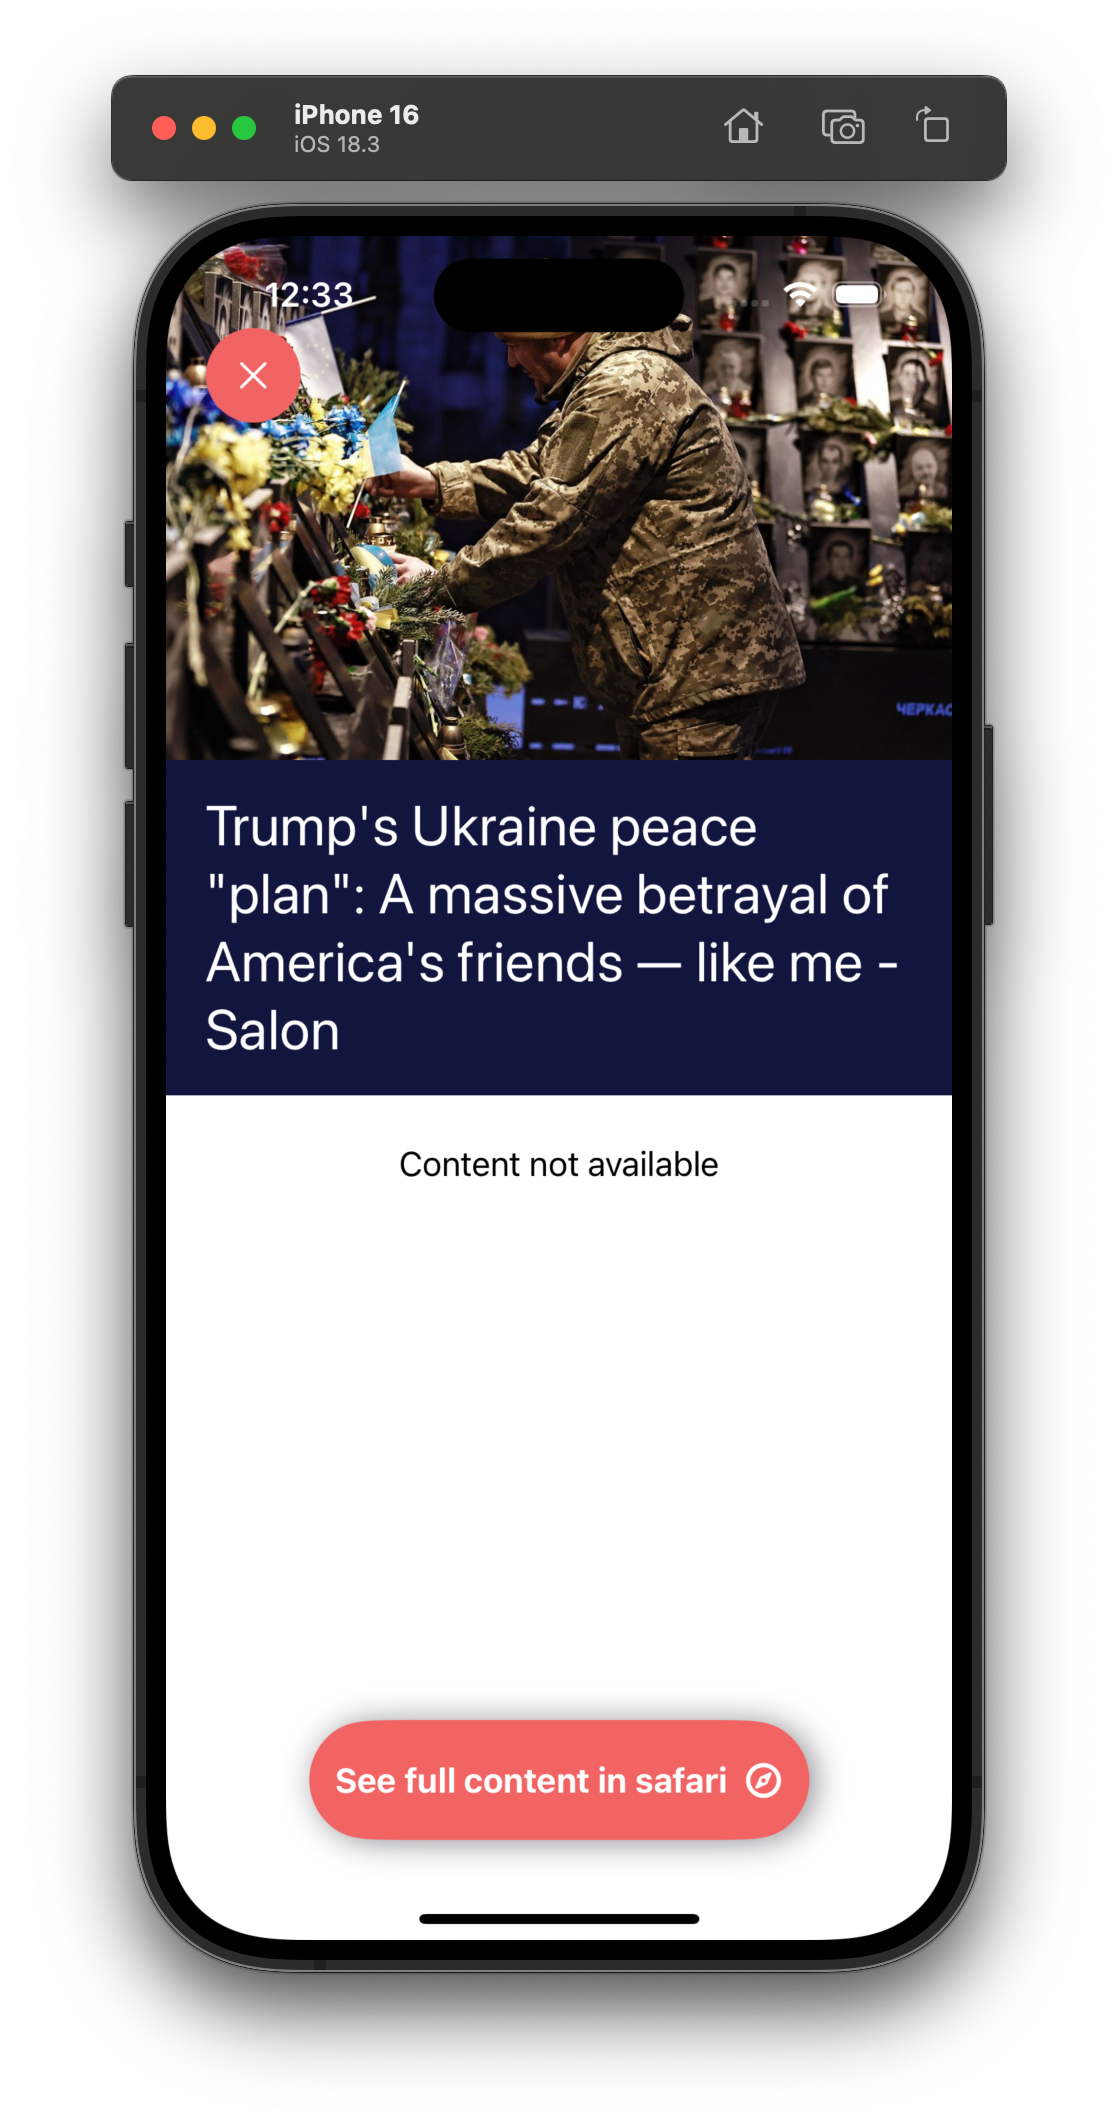 iPhone 16
iOS 18.3
12:33
Trump's Ukraine peace
"plan": A massive betrayal of
America's friends — like me -
Salon
Content not available
See full content in safari